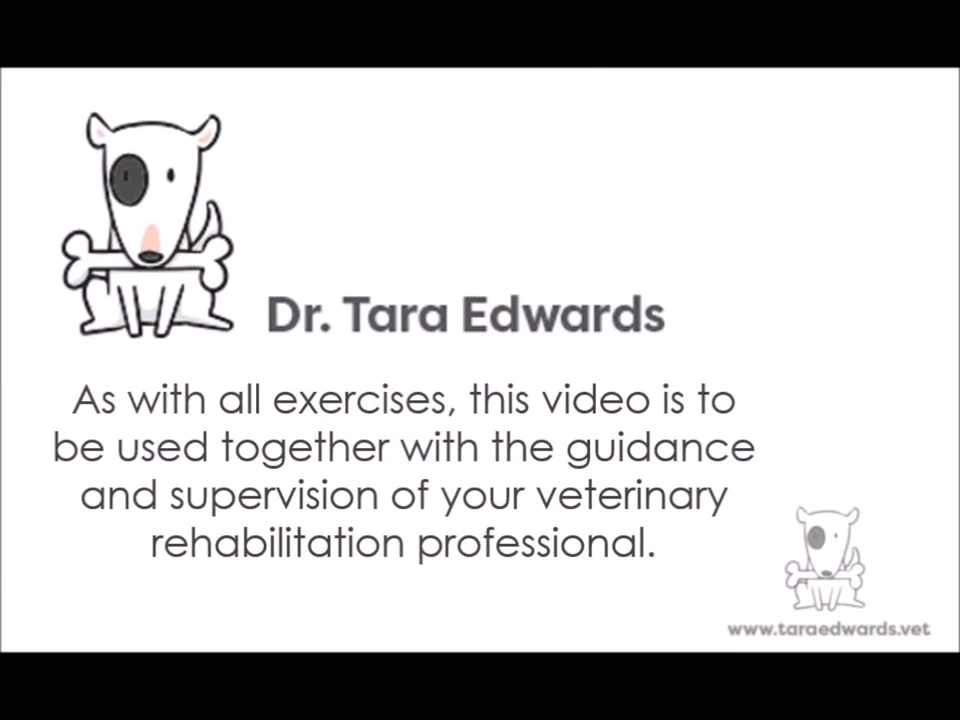 Dr. Tara Edwards
As with all exercises, this video is to
be used together with the guidance
and supervision of your veterinary
rehabilitation professional.
www.taraedwards.vet